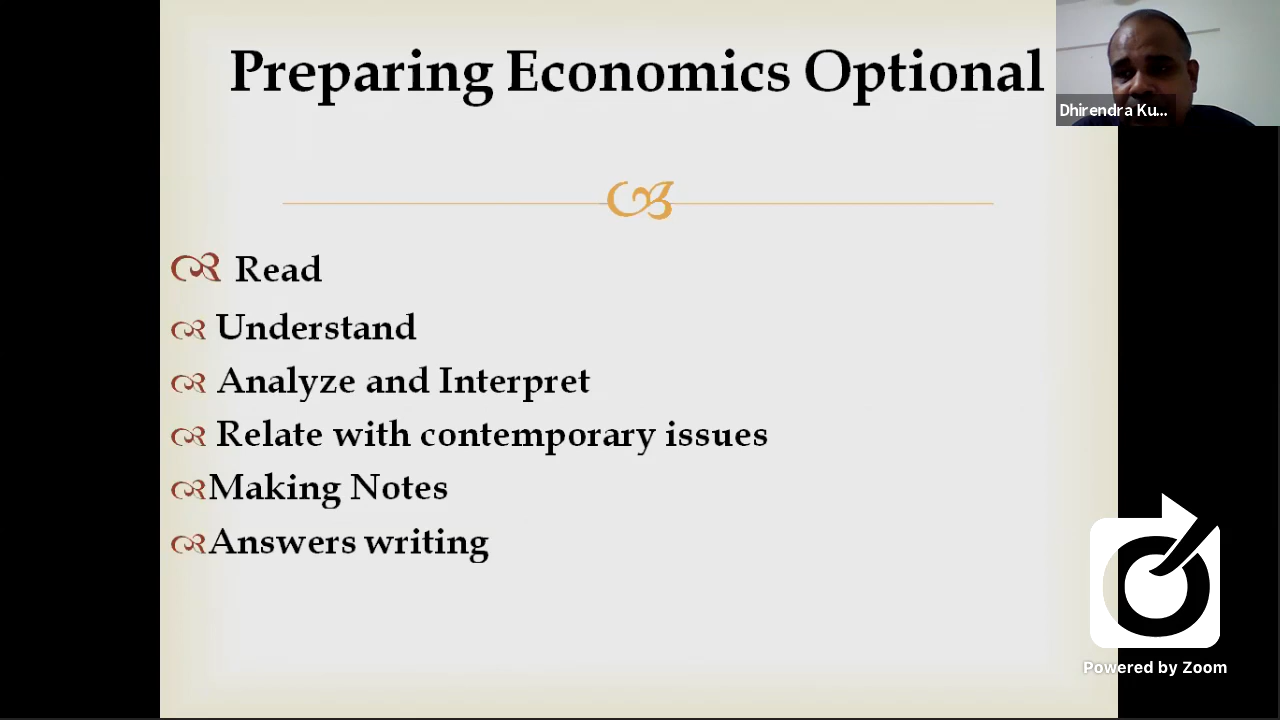 Preparing Economics Optional
Dhirendra Ku...
Read
Understand
Analyze and Interpret
Relate with contemporary issues
Making Notes
Answers writing
Powered by Zoom